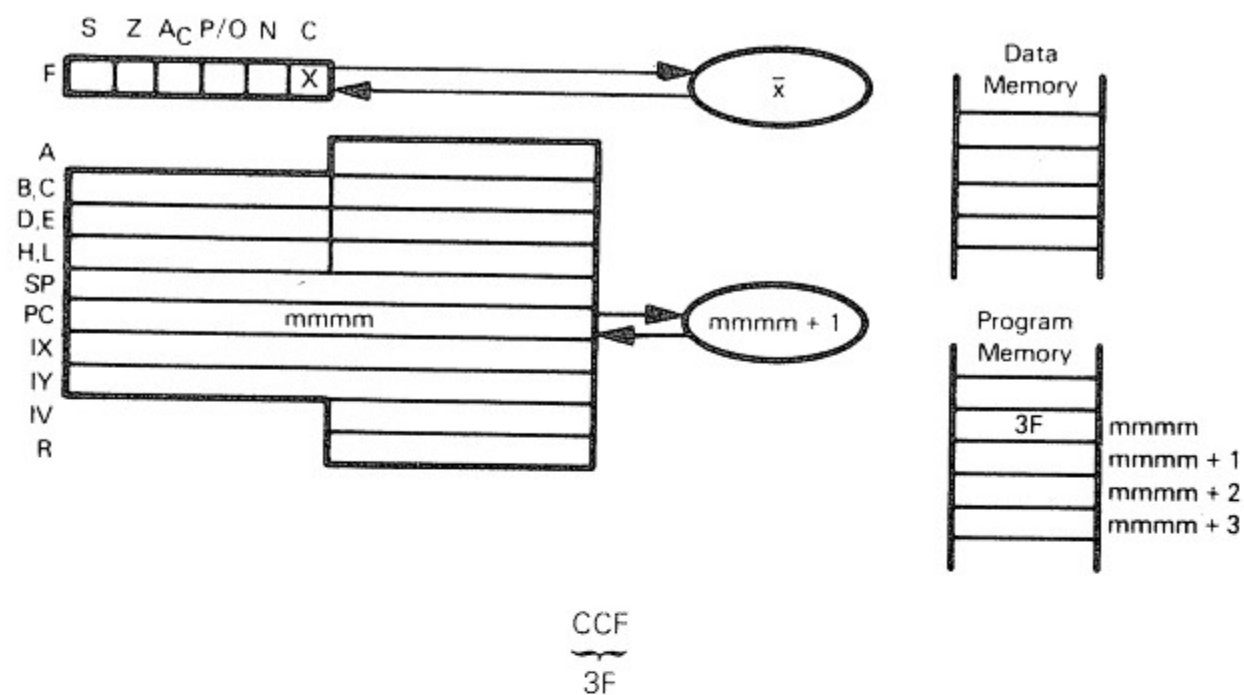 S Z AC P/O N C
F X
x̄
Data
Memory
A
B,C
D,E
H,L
SP
PC mmmm
mmmm + 1
IX
IY
IV
R
Program
Memory
3F mmmm
mmmm + 1
mmmm + 2
mmmm + 3
CCF
3F